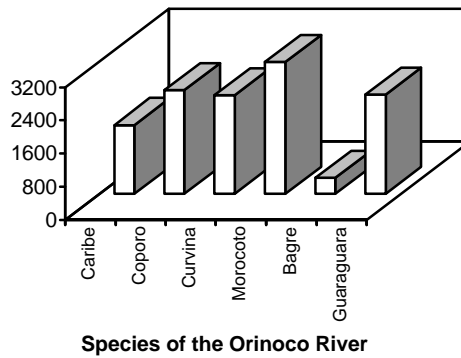 3200
2400
1600
800
0
Caribe
Coporo
Curvina
Morocoto
Bagre
Guaraguara
Species of the Orinoco River